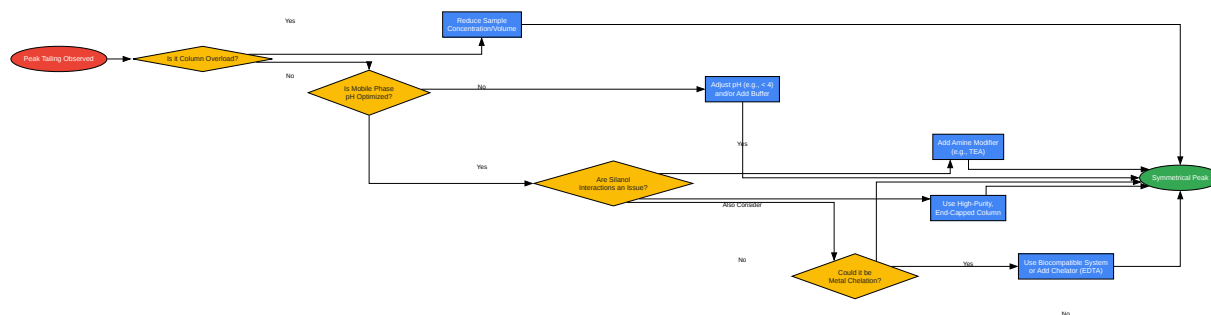 Yes
Reduce Sample
Concentration/Volume
Peak Tailing Observed
Is it Column Overload?
No
Is Mobile Phase
pH Optimized?
No
Adjust pH (e.g., < 4)
and/or Add Buffer
Yes
Add Amine Modifier
(e.g., TEA)
Yes
Are Silanol
Interactions an Issue?
Symmetrical Peak
Also Consider
Use High-Purity,
End-Capped Column
No
Could it be
Metal Chelation?
Yes
Use Biocompatible System
or Add Chelator (EDTA)
No